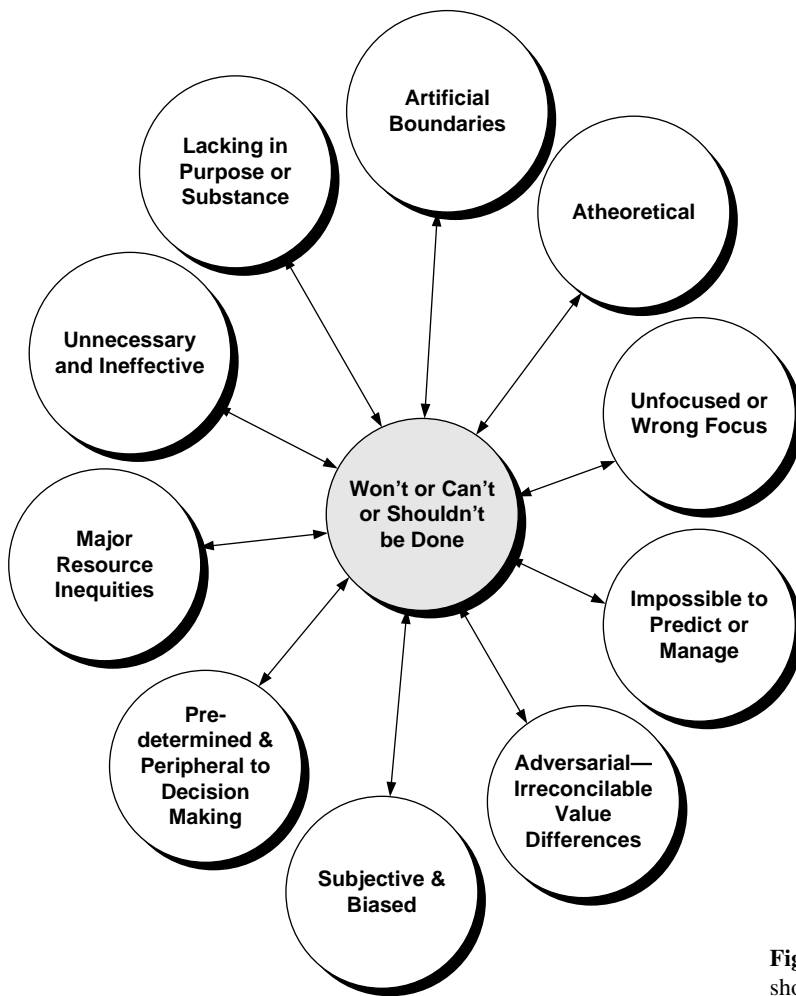 Artificial
Boundaries
Lacking in
Purpose or
Substance
Atheoretical
Unnecessary
and Ineffective
Unfocused or
Wrong Focus
Won't or Can't
or Shouldn't
be Done
Major
Resource
Inequities
Impossible to
Predict or
Manage
Pre-
determined &
Peripheral to
Decision
Making
Adversarial—
Irreconcilable
Value
Differences
Subjective &
Biased